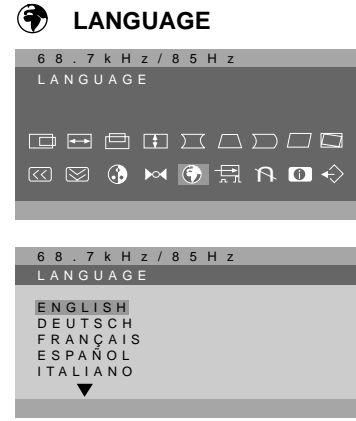 LANGUAGE
68.7kHz/85Hz
LANGUAGE
68.7kHz/85Hz
LANGUAGE
ENGLISH
DEUTSCH
FRANÇAIS
ESPAÑOL
ITALIANO